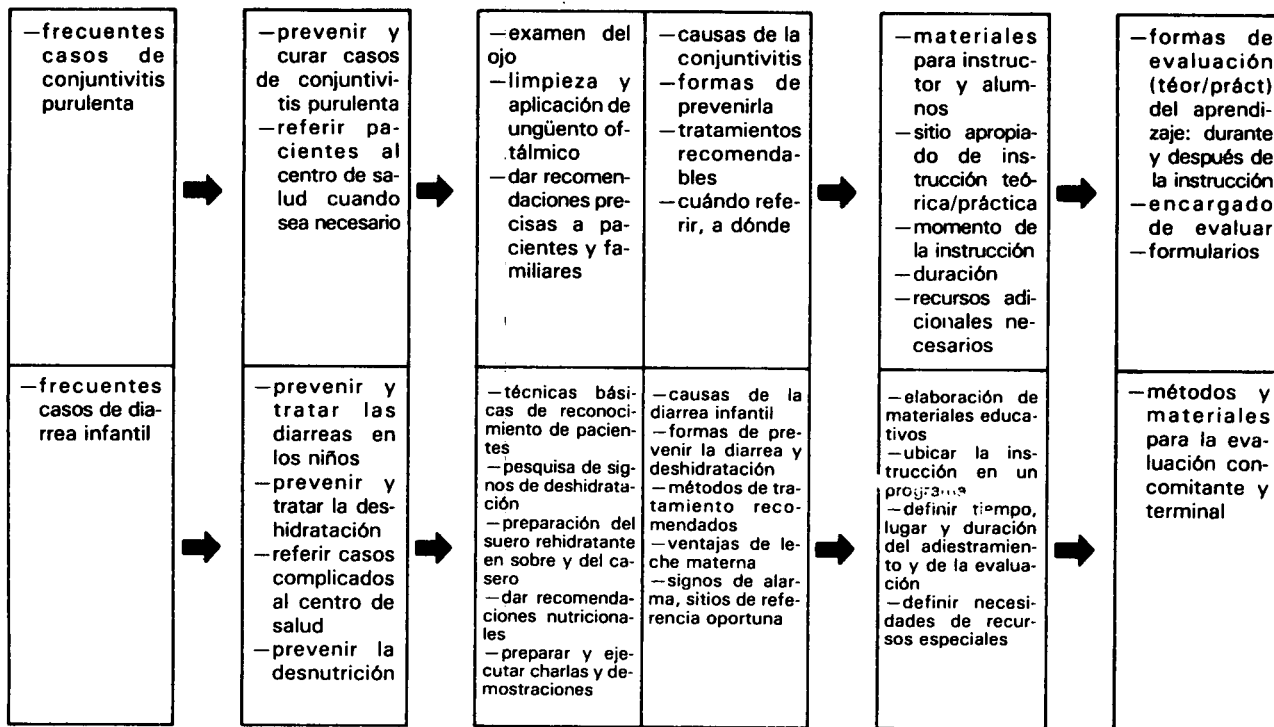 —frecuentes
casos de
conjuntivitis
purulenta
—prevenir y
curar casos
de conjuntivi-
tis purulenta
—referir pa-
cientes al
centro de sa-
lud cuando
sea necesario
—examen del
ojo
—limpieza y
aplicación de
ungüento of-
tálmico
—dar recomen-
daciones pre-
cisas a pa-
cientes y fa-
miliares
—causas de la
conjuntivitis
—formas de
prevenirla
—tratamientos
recomenda-
bles
—cuándo refe-
rir, a dónde
—materiales
para instruc-
tor y alum-
nos
—sitio apropia-
do de ins-
trucción teó-
rica/práctica
—momento de
la instrucción
—duración
—recursos adi-
cionales ne-
cesarios
—formas de
evaluación
(téor/práct)
del aprendi-
zaje: durante
y después de
la instrucción
—encargado
de evaluar
—formularios
—frecuentes
casos de dia-
rrea infantil
—prevenir y
tratar las
diarreas en
los niños
—prevenir y
tratar la des-
hidratación
—referir casos
complicados
al centro de
salud
—prevenir la
desnutrición
—técnicas bási-
cas de reconoci-
miento de pacien-
tes
—pesquisa de sig-
nos de deshidrata-
ción
—preparación del
suero rehidratante
en sobre y del ca-
sero
—dar recomenda-
ciones nutriciona-
les
—preparar y eje-
cutar charlas y de-
mostraciones
—causas de la
diarrea infantil
—formas de pre-
venir la diarrea y
deshidratación
—métodos de tra-
tamiento reco-
mendados
—ventajas de le-
che materna
—signos de alar-
ma, sitios de refe-
rencia oportuna
—elaboración de
materiales educa-
tivos
—ubicar la ins-
trucción en un
programa
—definir tiempo,
lugar y duración
del adiestramien-
to y de la evalua-
ción
—definir necesi-
dades de recur-
sos especiales
—métodos y
materiales
para la eva-
luación con-
comitante y
terminal